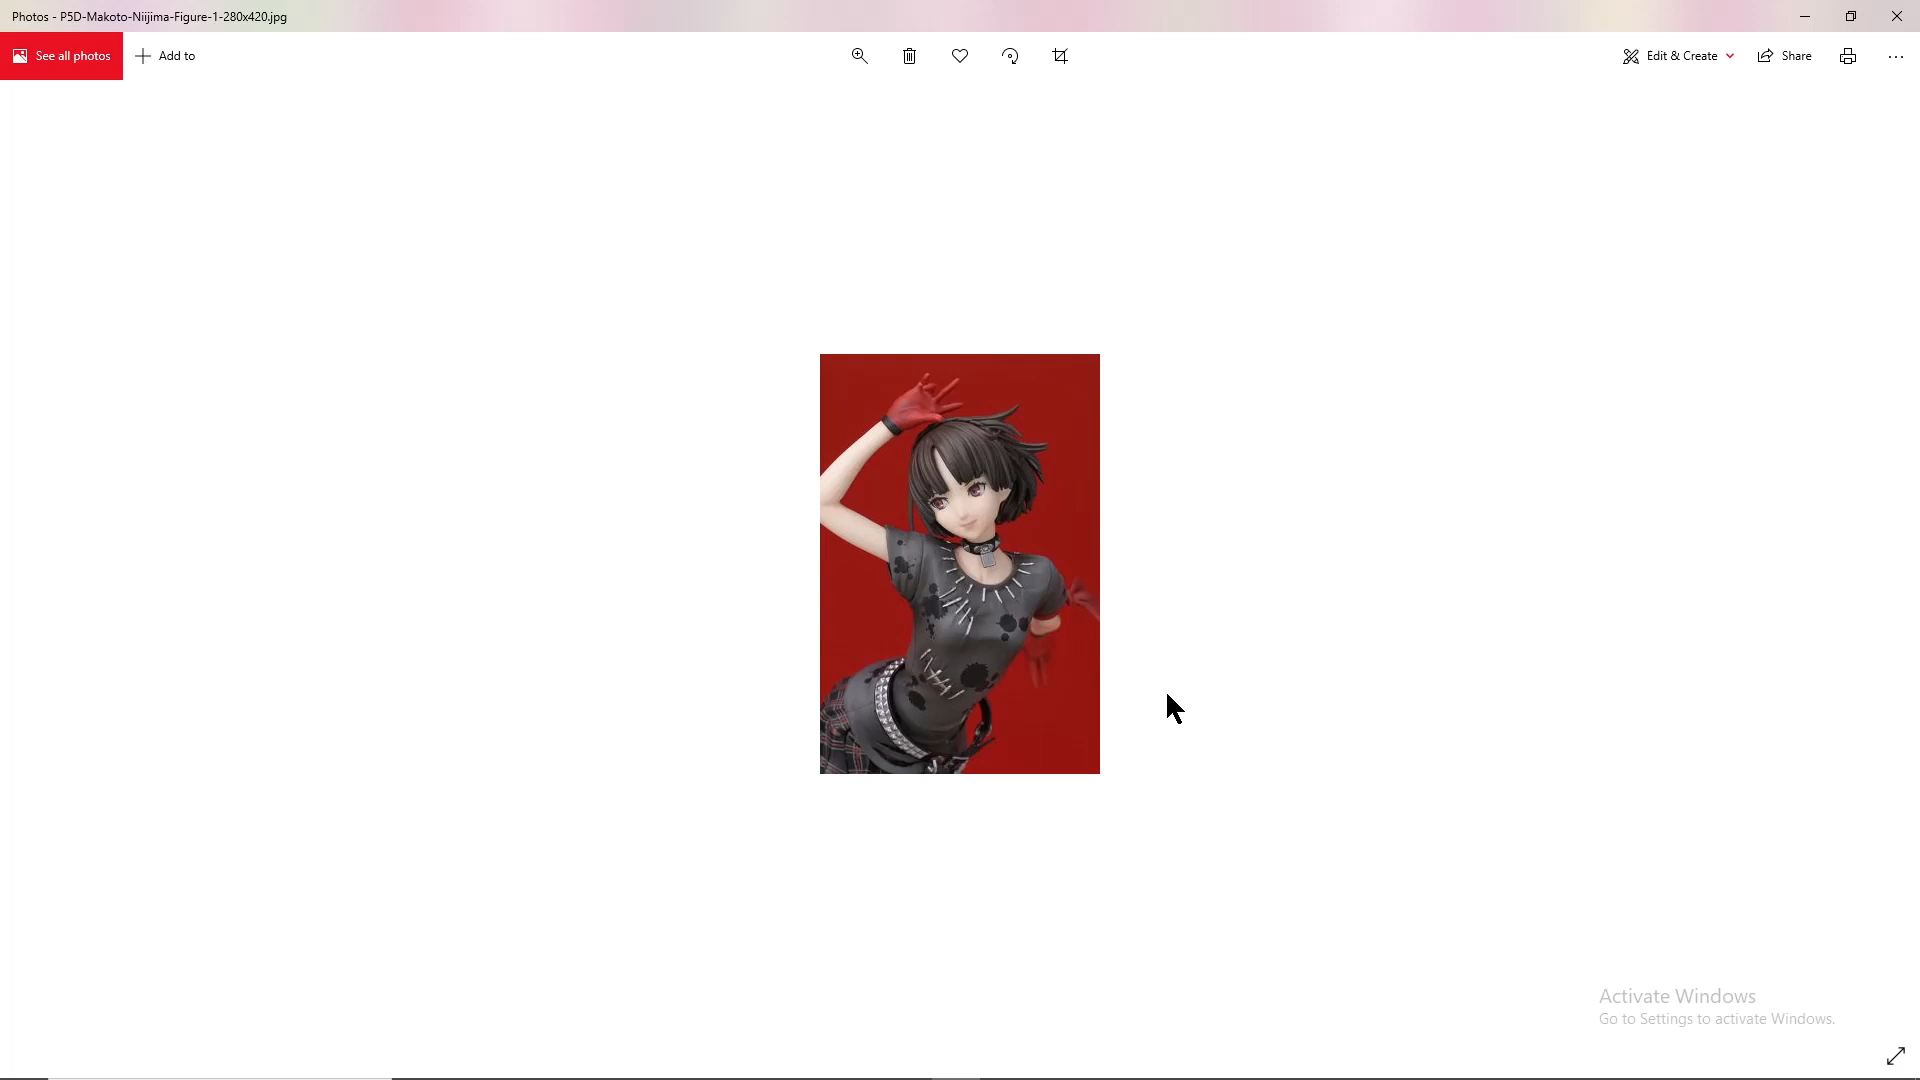 Photos - P5D-Makoto-Niijima-Figure-1-280x420.jpg
See all photos
Add to
Edit & Create
Share
Activate Windows
Go to Settings to activate Windows.